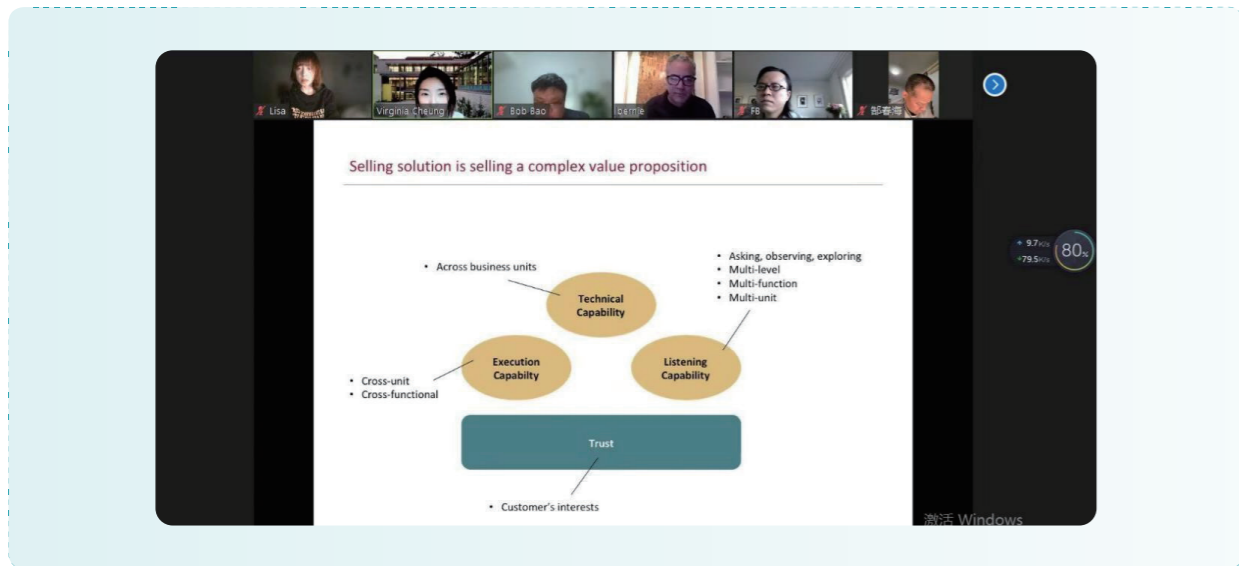 Lisa
Virginia Cheung
Bob Bao
bernie
FB
郜春海
Selling solution is selling a complex value proposition
• Across business units
• Asking, observing, exploring
• Multi-level
• Multi-function
• Multi-unit
Technical
Capability
Execution
Capabilty
Listening
Capability
• Cross-unit
• Cross-functional
Trust
• Customer's interests
9.7K/s
79.5K/s
80%
激活 Windows